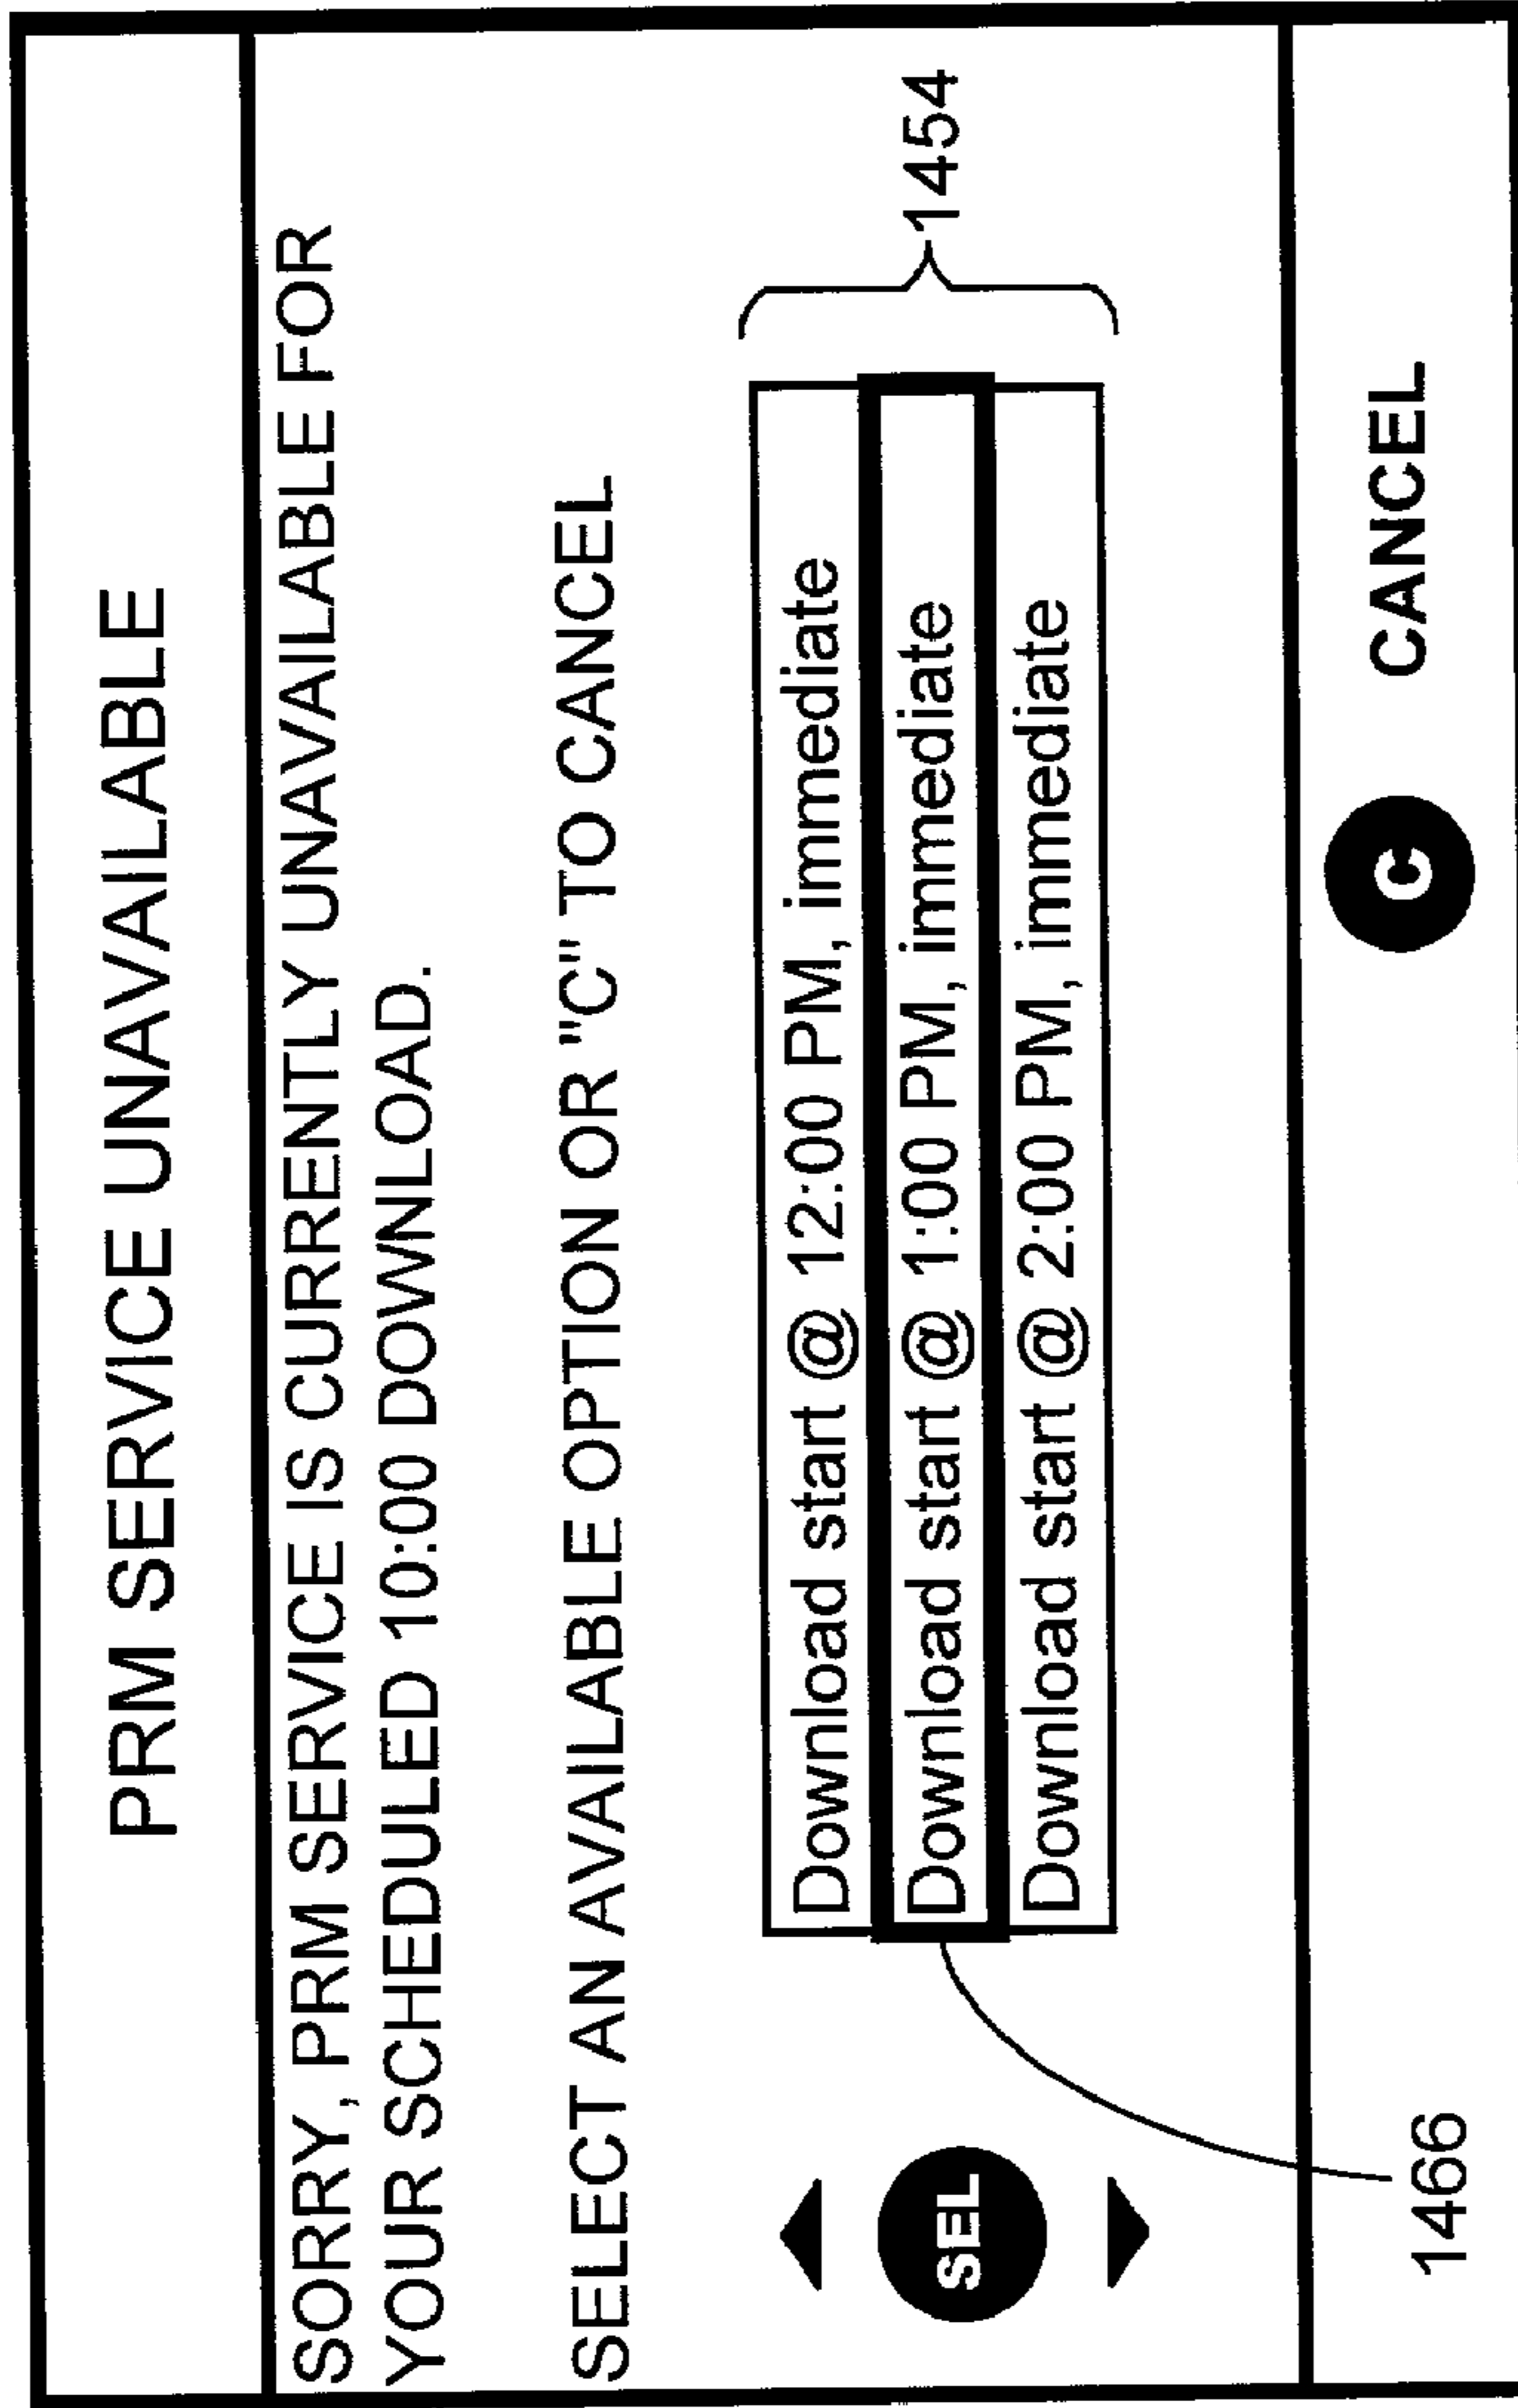 PRM SERVICE UNAVAILABLE
SORRY, PRM SERVICE IS CURRENTLY UNAVAILABLE FOR
YOUR SCHEDULED 10:00 DOWNLOAD.
SELECT AN AVAILABLE OPTION OR "C" TO CANCEL
Download start @ 12:00 PM, immediate
SEL
Download start @ 1:00 PM, immediate
Download start @ 2:00 PM, immediate
1454
1466
C CANCEL